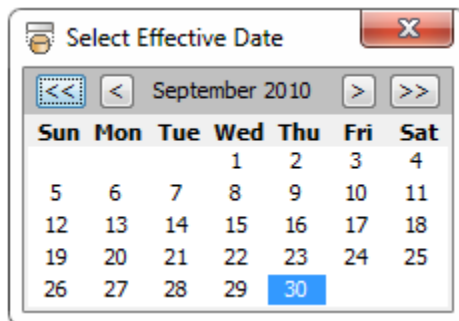 Select Effective Date X
<< < September 2010 > >>
Sun Mon Tue Wed Thu Fri Sat
1 2 3 4
5 6 7 8 9 10 11
12 13 14 15 16 17 18
19 20 21 22 23 24 25
26 27 28 29 30